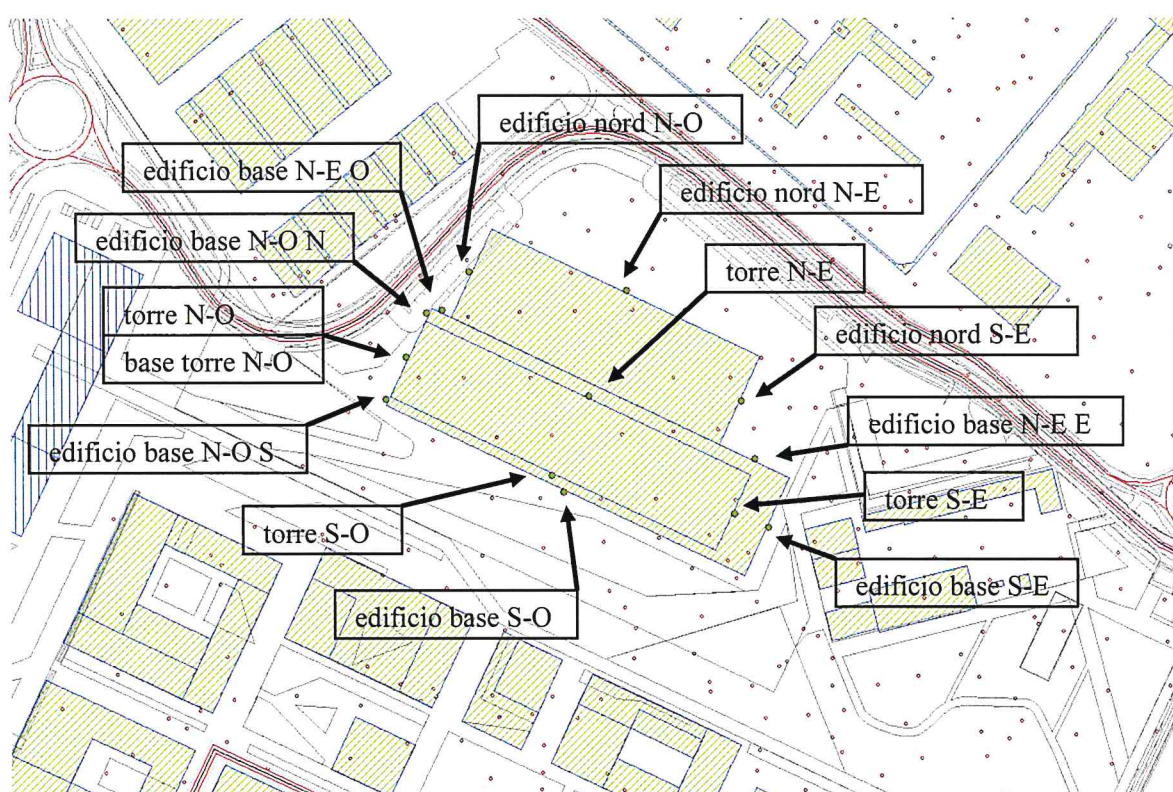 edificio nord N-O
edificio base N-E O
edificio nord N-E
edificio base N-O N
torre N-E
torre N-O
edificio nord S-E
base torre N-O
edificio base N-E E
edificio base N-O S
torre S-E
torre S-O
edificio base S-E
edificio base S-O